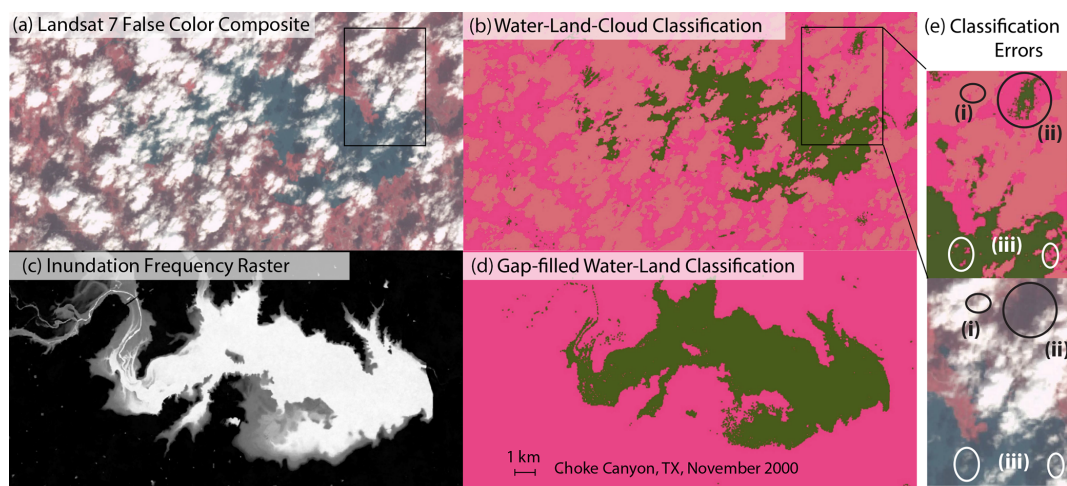 (a) Landsat 7 False Color Composite
(b) Water-Land-Cloud Classification
(e) Classification
Errors
(i)
(ii)
(iii)
(c) Inundation Frequency Raster
(d) Gap-filled Water-Land Classification
(i)
(ii)
(iii)
1 km
Choke Canyon, TX, November 2000